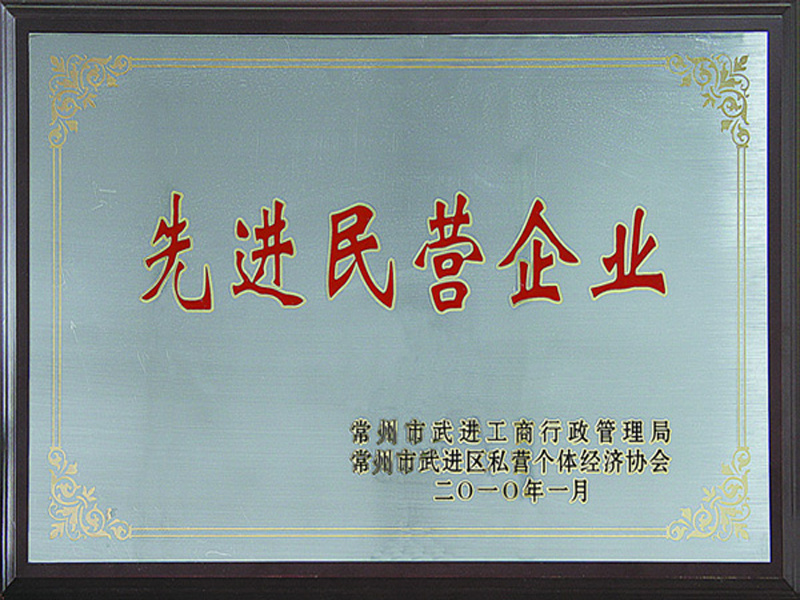 先进民营企业
常州市武进工商行政管理局
常州市武进区私营个体经济协会
二〇一〇年一月